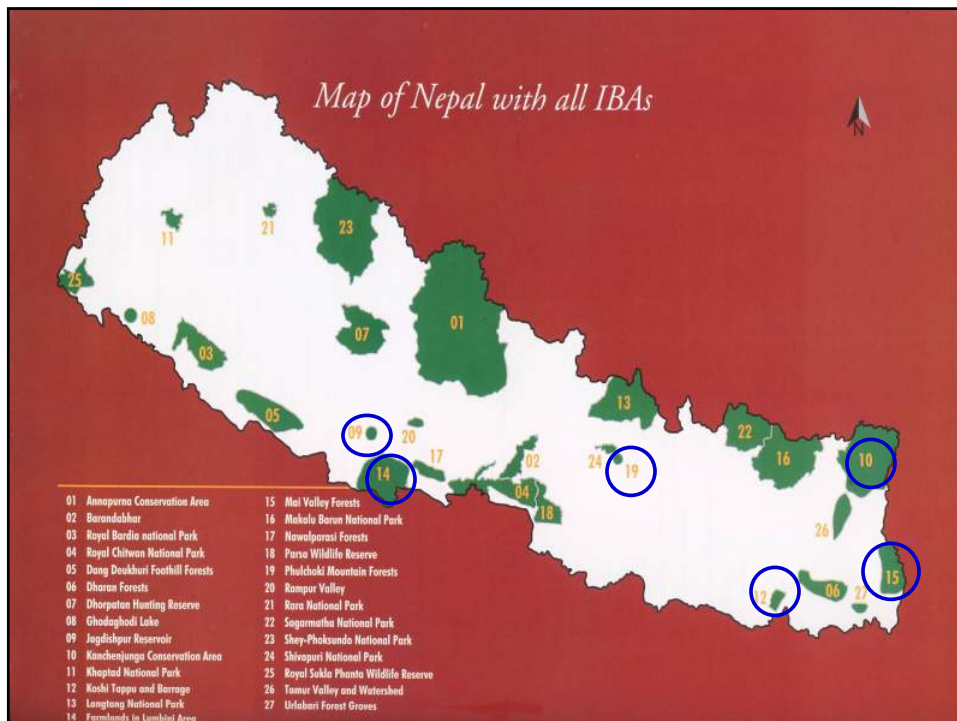 Map of Nepal with all IBAs
N
23
11
21
25
01
08
07
03
05
13
22
09
20
24
19
16
10
02
17
14
04
18
26
15
12
06
27
01 Annapurna Conservation Area
02 Barandabhar
03 Royal Bardia national Park
04 Royal Chitwan National Park
05 Dang Deukhuri Foothill Forests
06 Dharan Forests
07 Dhorpatan Hunting Reserve
08 Ghodaghodi Lake
09 Jagdishpur Reservoir
10 Kanchenjunga Conservation Area
11 Khaptad National Park
12 Koshi Tappu and Barrage
13 Langtang National Park
14 Farmlands in Lumbini Area
15 Mai Valley Forests
16 Makalu Barun National Park
17 Nawalparasi Forests
18 Parsa Wildlife Reserve
19 Phulchoki Mountain Forests
20 Rampur Valley
21 Rara National Park
22 Sagarmatha National Park
23 Shey-Phoksundo National Park
24 Shivapuri National Park
25 Royal Sukla Phanta Wildlife Reserve
26 Tamur Valley and Watershed
27 Urlabari Forest Groves